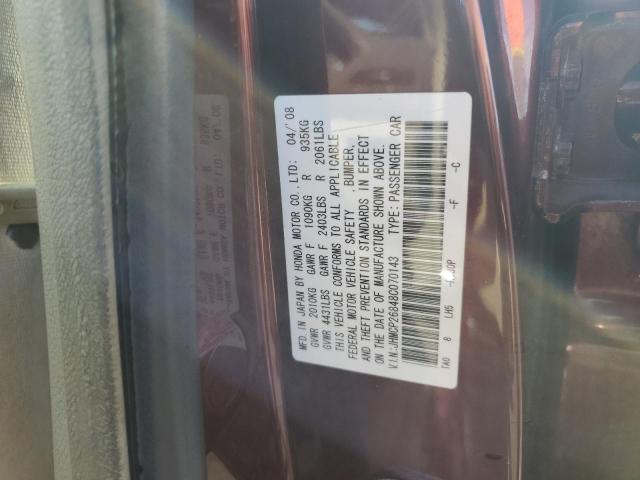 MFD. IN JAPAN BY HONDA MOTOR CO., LTD. 04/'08
GVWR 2010KG GAWR F 1090KG R 935KG
GVWR 4431LBS GAWR F 2403LBS R 2061LBS
THIS VEHICLE CONFORMS TO ALL APPLICABLE
FEDERAL MOTOR VEHICLE SAFETY , BUMPER,
AND THEFT PREVENTION STANDARDS IN EFFECT
ON THE DATE OF MANUFACTURE SHOWN ABOVE.
V.I.N.:JHMCP26848C070143 TYPE:PASSENGER CAR
TA0 8 LH5 -F -C